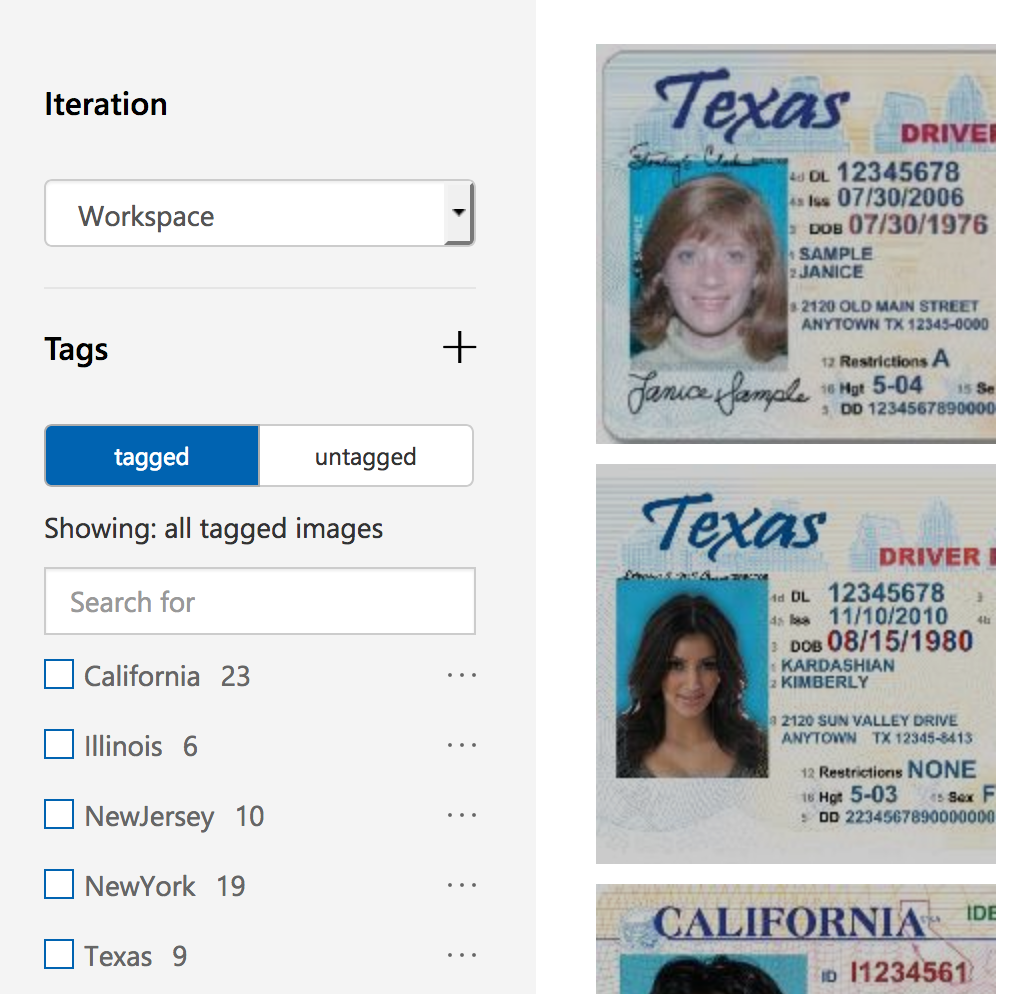 Iteration
Workspace
Tags
tagged untagged
Showing: all tagged images
Search for
California 23
Illinois 6
NewJersey 10
NewYork 19
Texas 9
Texas
DRIVER
4d DL 12345678
Iss 07/30/2006
3 DOB 07/30/1976
1 SAMPLE
2 JANICE
8 2120 OLD MAIN STREET
ANYTOWN TX 12345-0000
12 Restrictions A
16 Hgt 5-04 15 Se
5 DD 1234567890000
Janice Sample
Texas
DRIVER
4d DL 12345678 3
Iss 11/10/2010 4b
3 DOB 08/15/1980
1 KARDASHIAN
2 KIMBERLY
8 2120 SUN VALLEY DRIVE
ANYTOWN TX 12345-8413
12 Restrictions NONE
16 Hgt 5-03 15 Sex F
5 DD 2234567890000000
CALIFORNIA USA IDE
ID I1234561